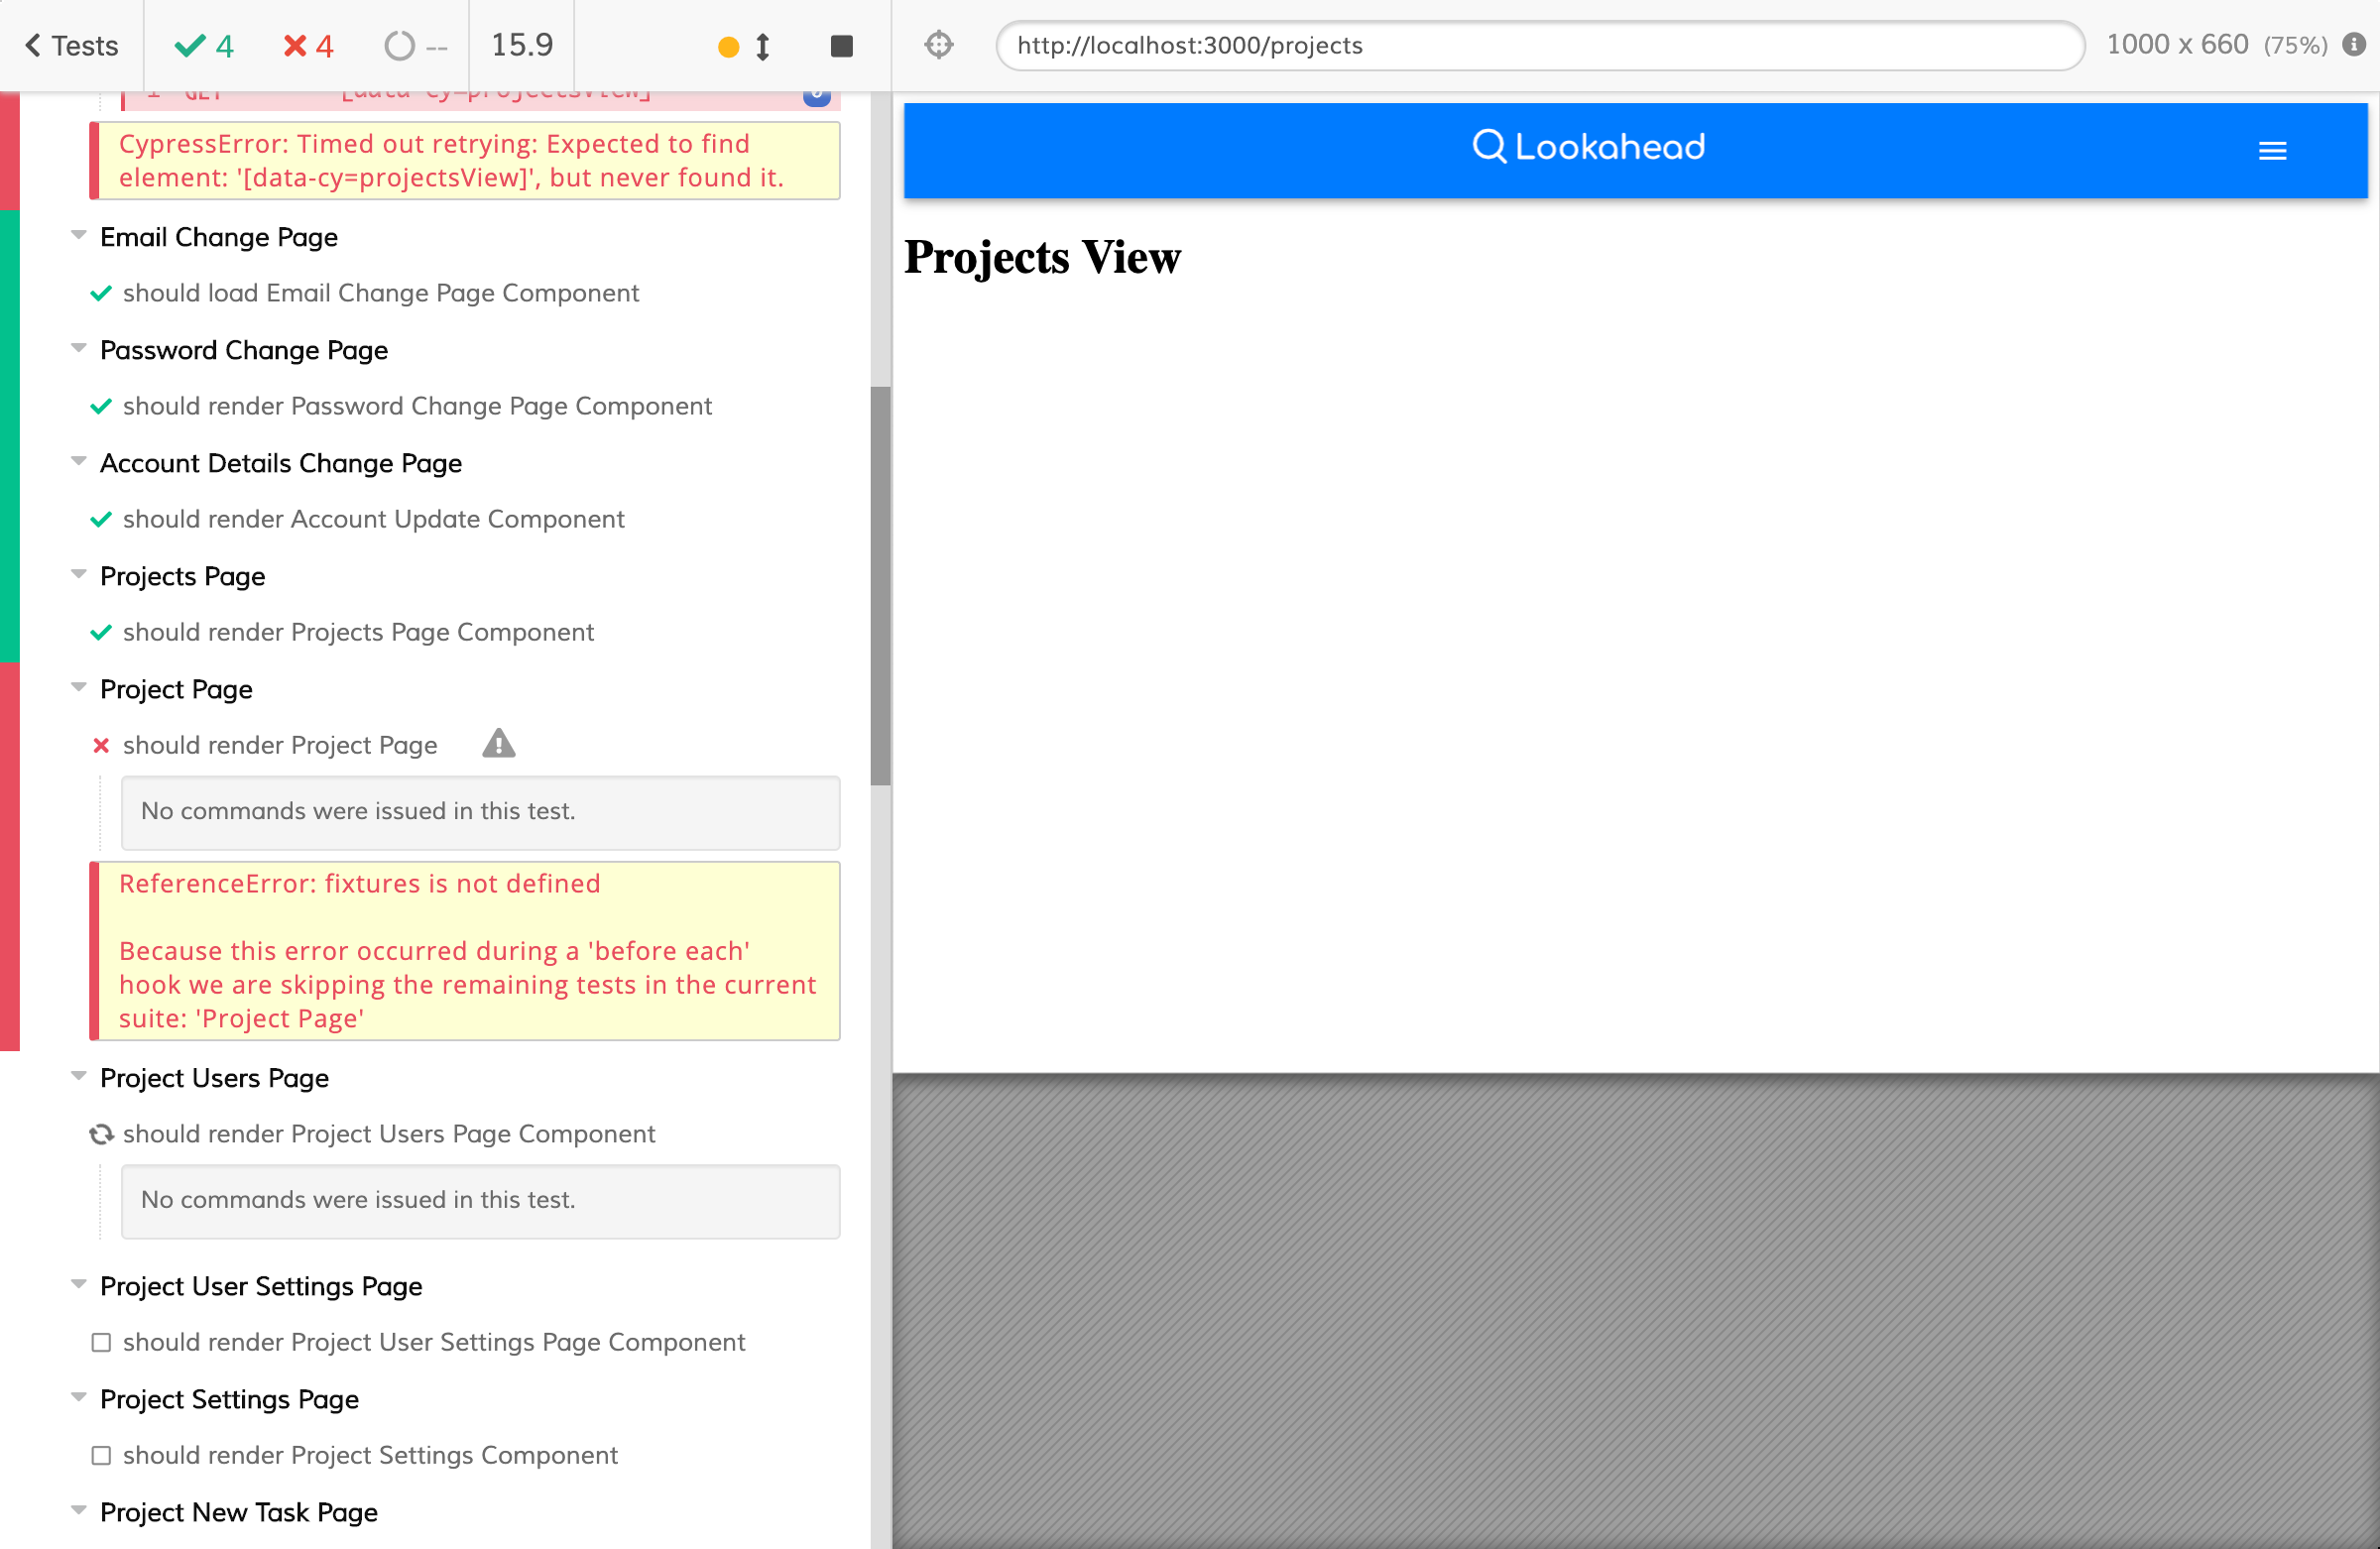 Tests
4
4
--
15.9
http://localhost:3000/projects
1000 x 660 (75%)
GET [data-cy=projectsView]
CypressError: Timed out retrying: Expected to find
element: '[data-cy=projectsView]', but never found it.
Email Change Page
should load Email Change Page Component
Password Change Page
should render Password Change Page Component
Account Details Change Page
should render Account Update Component
Projects Page
should render Projects Page Component
Project Page
should render Project Page
No commands were issued in this test.
ReferenceError: fixtures is not defined
Because this error occurred during a 'before each'
hook we are skipping the remaining tests in the current
suite: 'Project Page'
Project Users Page
should render Project Users Page Component
No commands were issued in this test.
Project User Settings Page
should render Project User Settings Page Component
Project Settings Page
should render Project Settings Component
Project New Task Page
Lookahead
Projects View